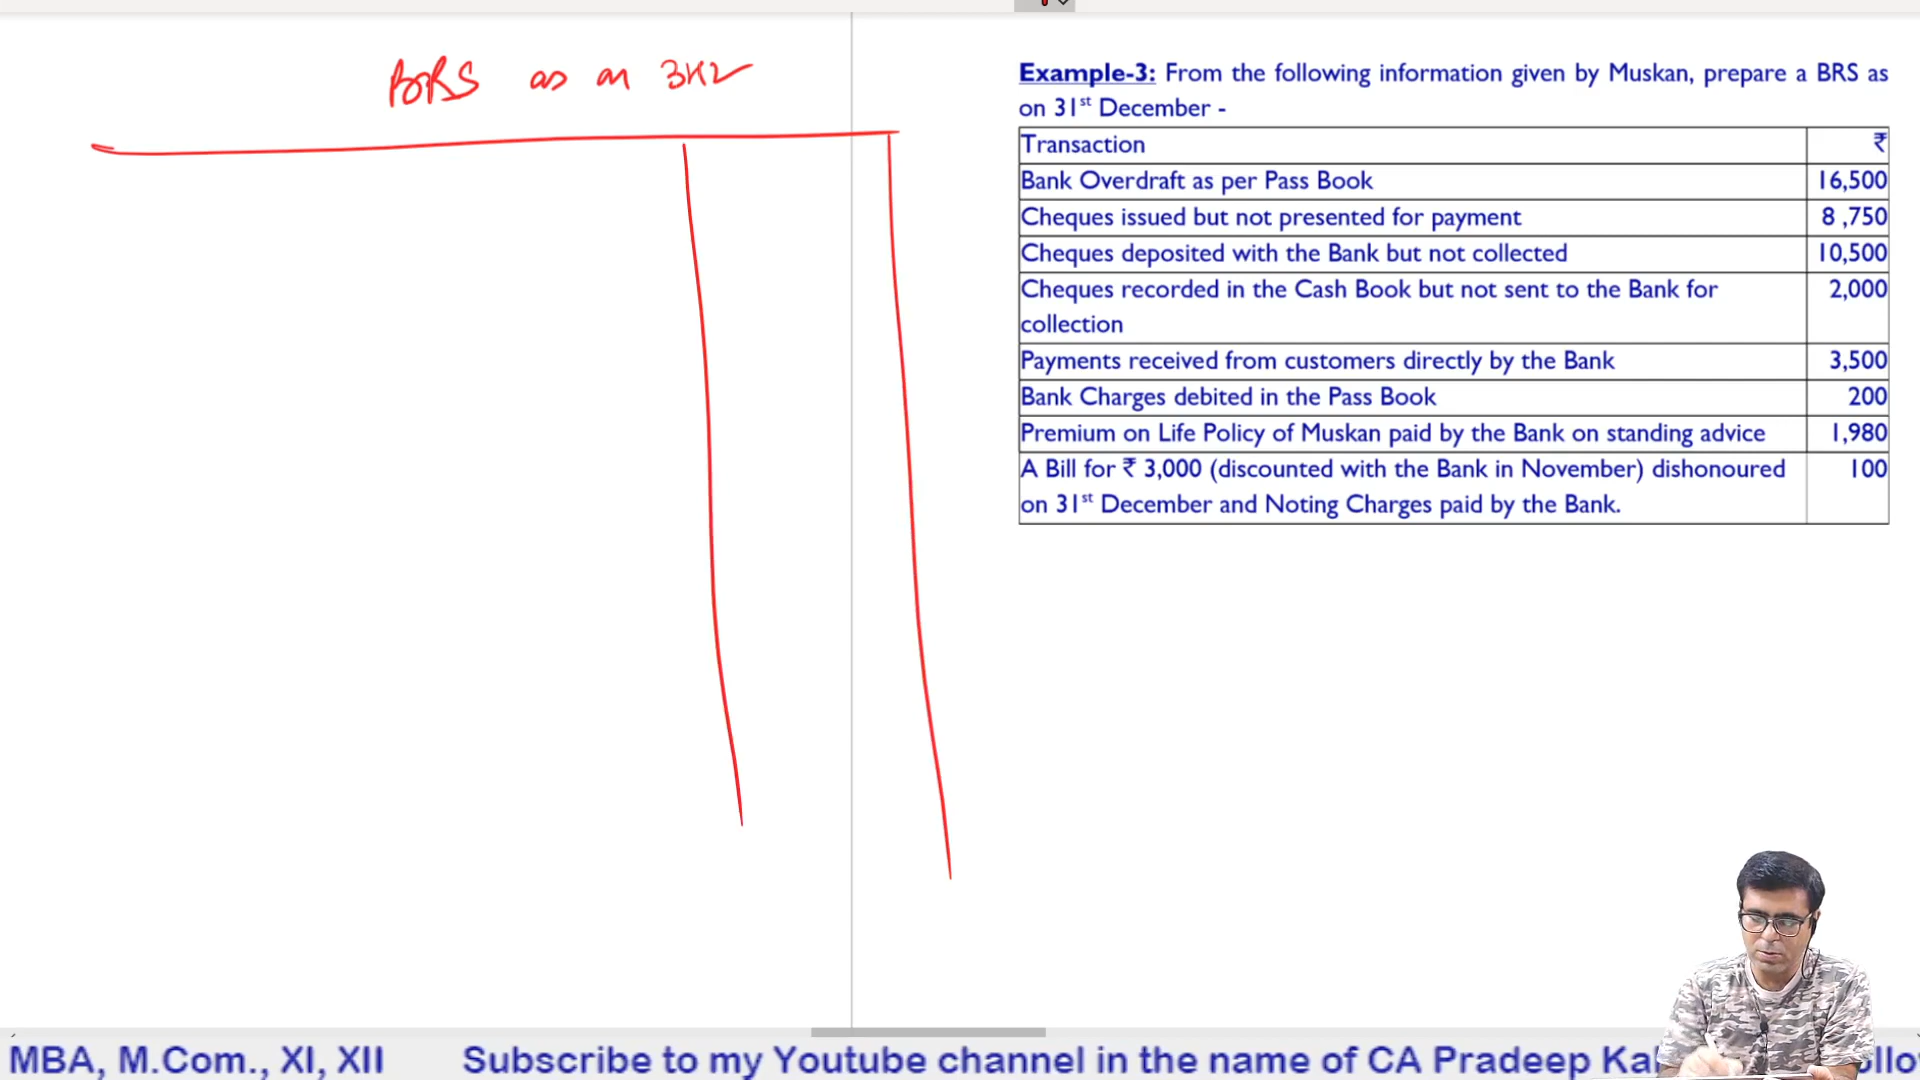 BRS as on 31/12
Example-3: From the following information given by Muskan, prepare a BRS as
on 31st December -
Transaction ₹
Bank Overdraft as per Pass Book 16,500
Cheques issued but not presented for payment 8 ,750
Cheques deposited with the Bank but not collected 10,500
Cheques recorded in the Cash Book but not sent to the Bank for 2,000
collection
Payments received from customers directly by the Bank 3,500
Bank Charges debited in the Pass Book 200
Premium on Life Policy of Muskan paid by the Bank on standing advice 1,980
A Bill for ₹ 3,000 (discounted with the Bank in November) dishonoured 100
on 31st December and Noting Charges paid by the Bank.
MBA, M.Com., XI, XII Subscribe to my Youtube channel in the name of CA Pradeep